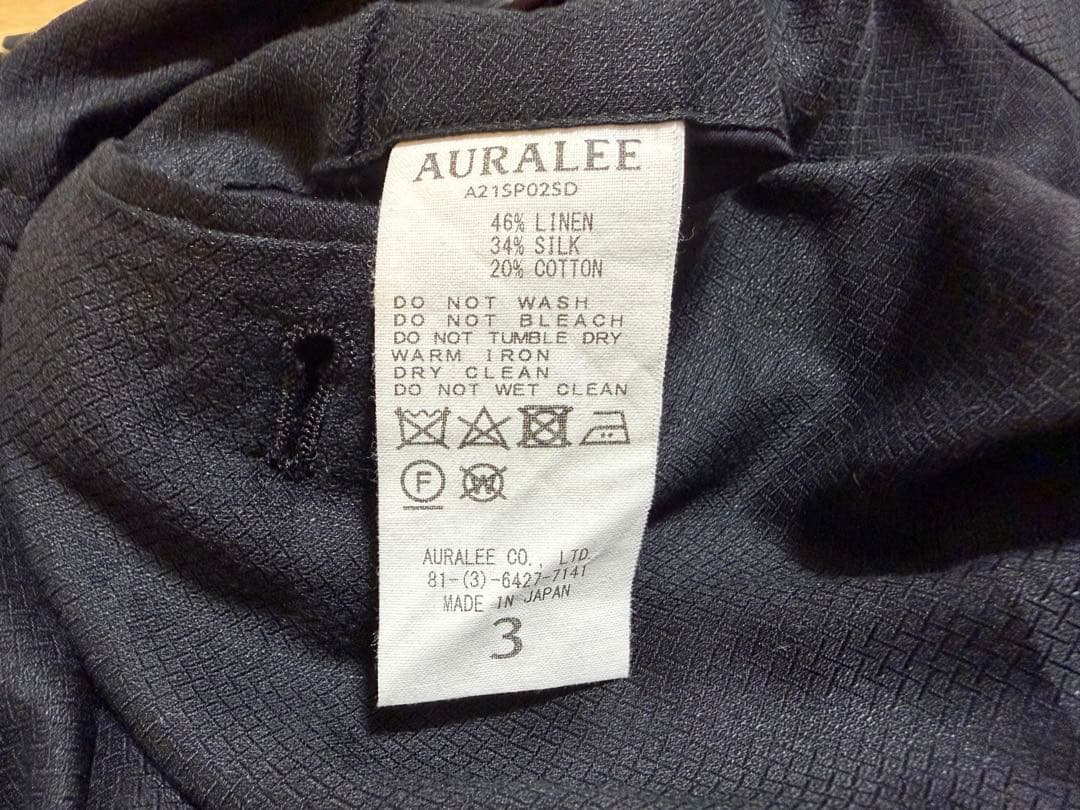 AURALEE
A21SP02SD
46% LINEN
34% SILK
20% COTTON
DO NOT WASH
DO NOT BLEACH
DO NOT TUMBLE DRY
WARM IRON
DRY CLEAN
DO NOT WET CLEAN
F W
AURALEE CO., LTD.
81-(3)-6427-7141
MADE IN JAPAN
3